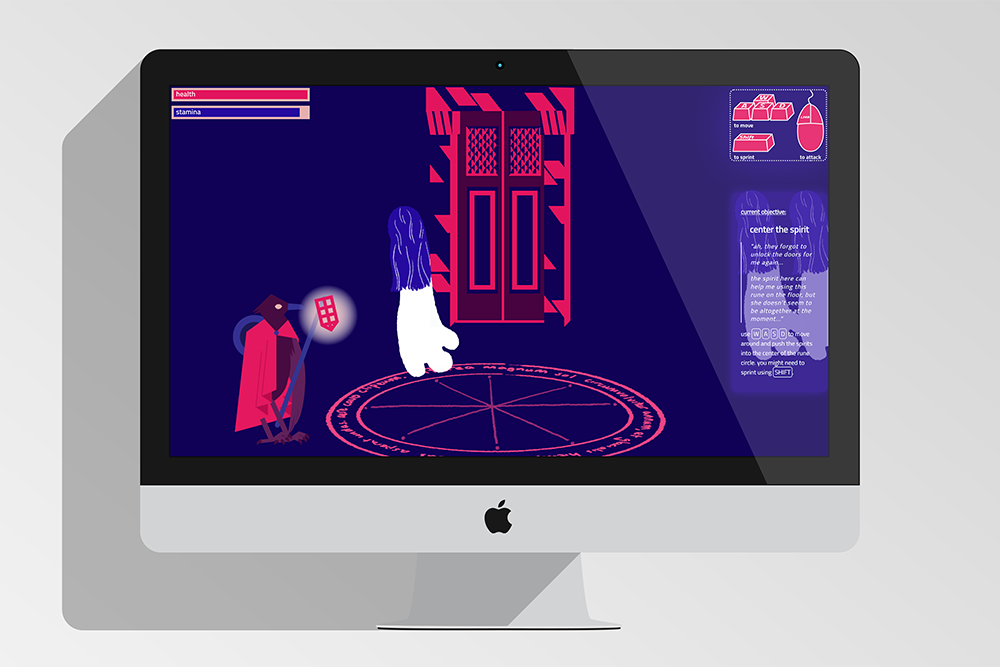 health
stamina
W
A S D
to move
Shift
to sprint
to attack
current objective:
center the spirit
"ah, they forgot to
unlock the doors for
me again...
the spirit here can
help me using this
rune on the floor, but
she doesn't seem to
be altogether at the
moment..."
use W A S D to move
around and push the spirits
into the center of the rune
circle. you might need to
sprint using SHIFT
magnum sol circumvolvitur